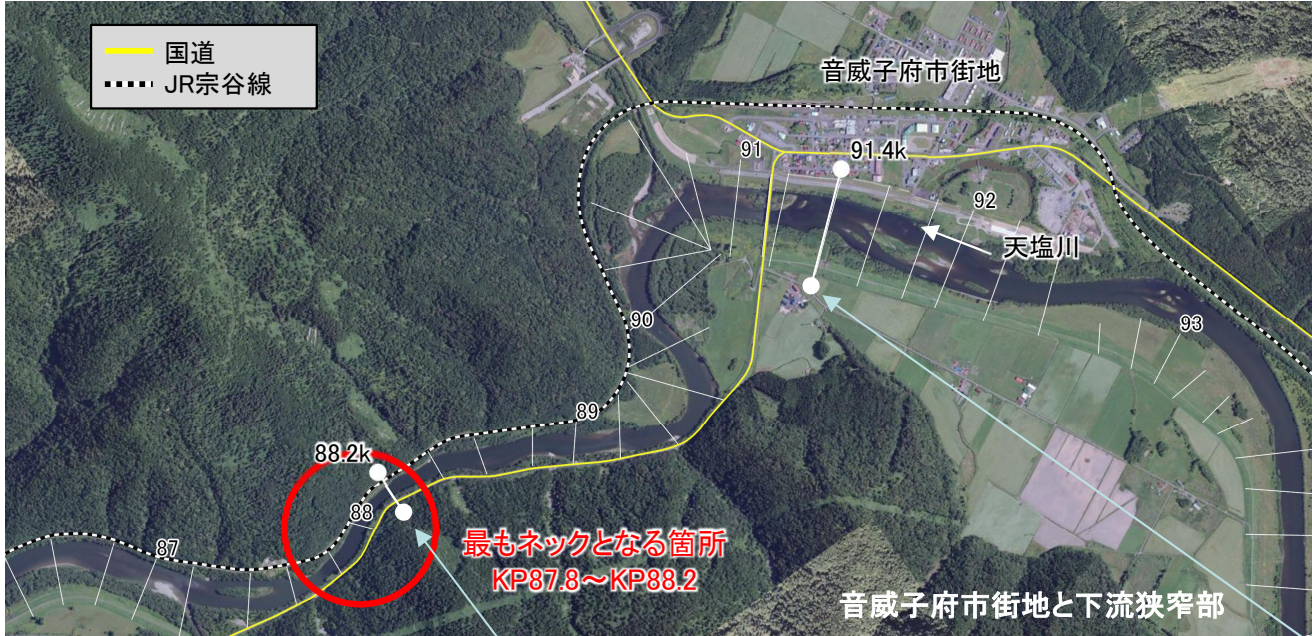 国道
JR宗谷線
音威子府市街地
91
91.4k
92
天塩川
90
93
89
88.2k
88
87
最もネックとなる箇所
KP87.8～KP88.2
音威子府市街地と下流狭窄部